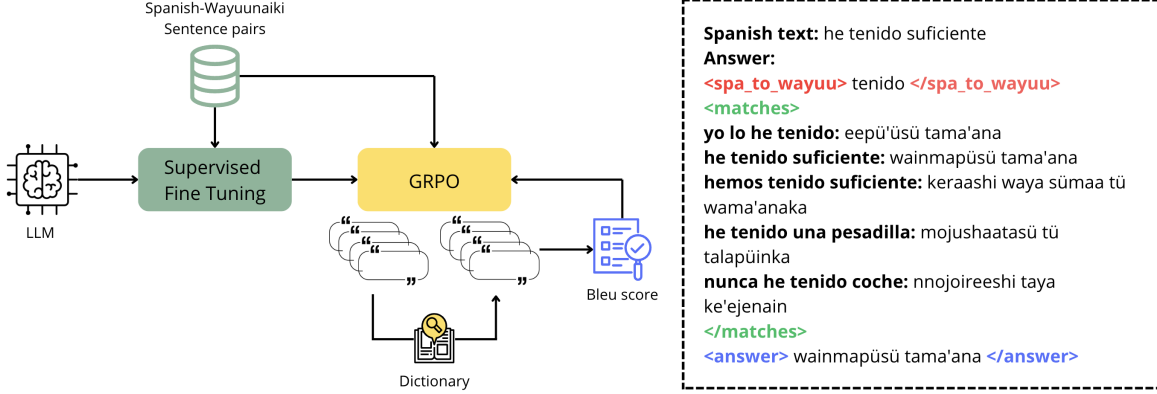 Spanish-Wayuunaiki
Sentence pairs
Supervised
Fine Tuning
GRPO
LLM
Bleu score
Dictionary
Spanish text: he tenido suficiente
Answer:
<spa_to_wayuu> tenido </spa_to_wayuu>
<matches>
yo lo he tenido: eepü'üsü tama'ana
he tenido suficiente: wainmapüsü tama'ana
hemos tenido suficiente: keraashi waya sümaa tü
wama'anaka
he tenido una pesadilla: mojushaatasü tü
talapüinka
nunca he tenido coche: nnojoireeshi taya
ke'ejenain
</matches>
<answer> wainmapüsü tama'ana </answer>